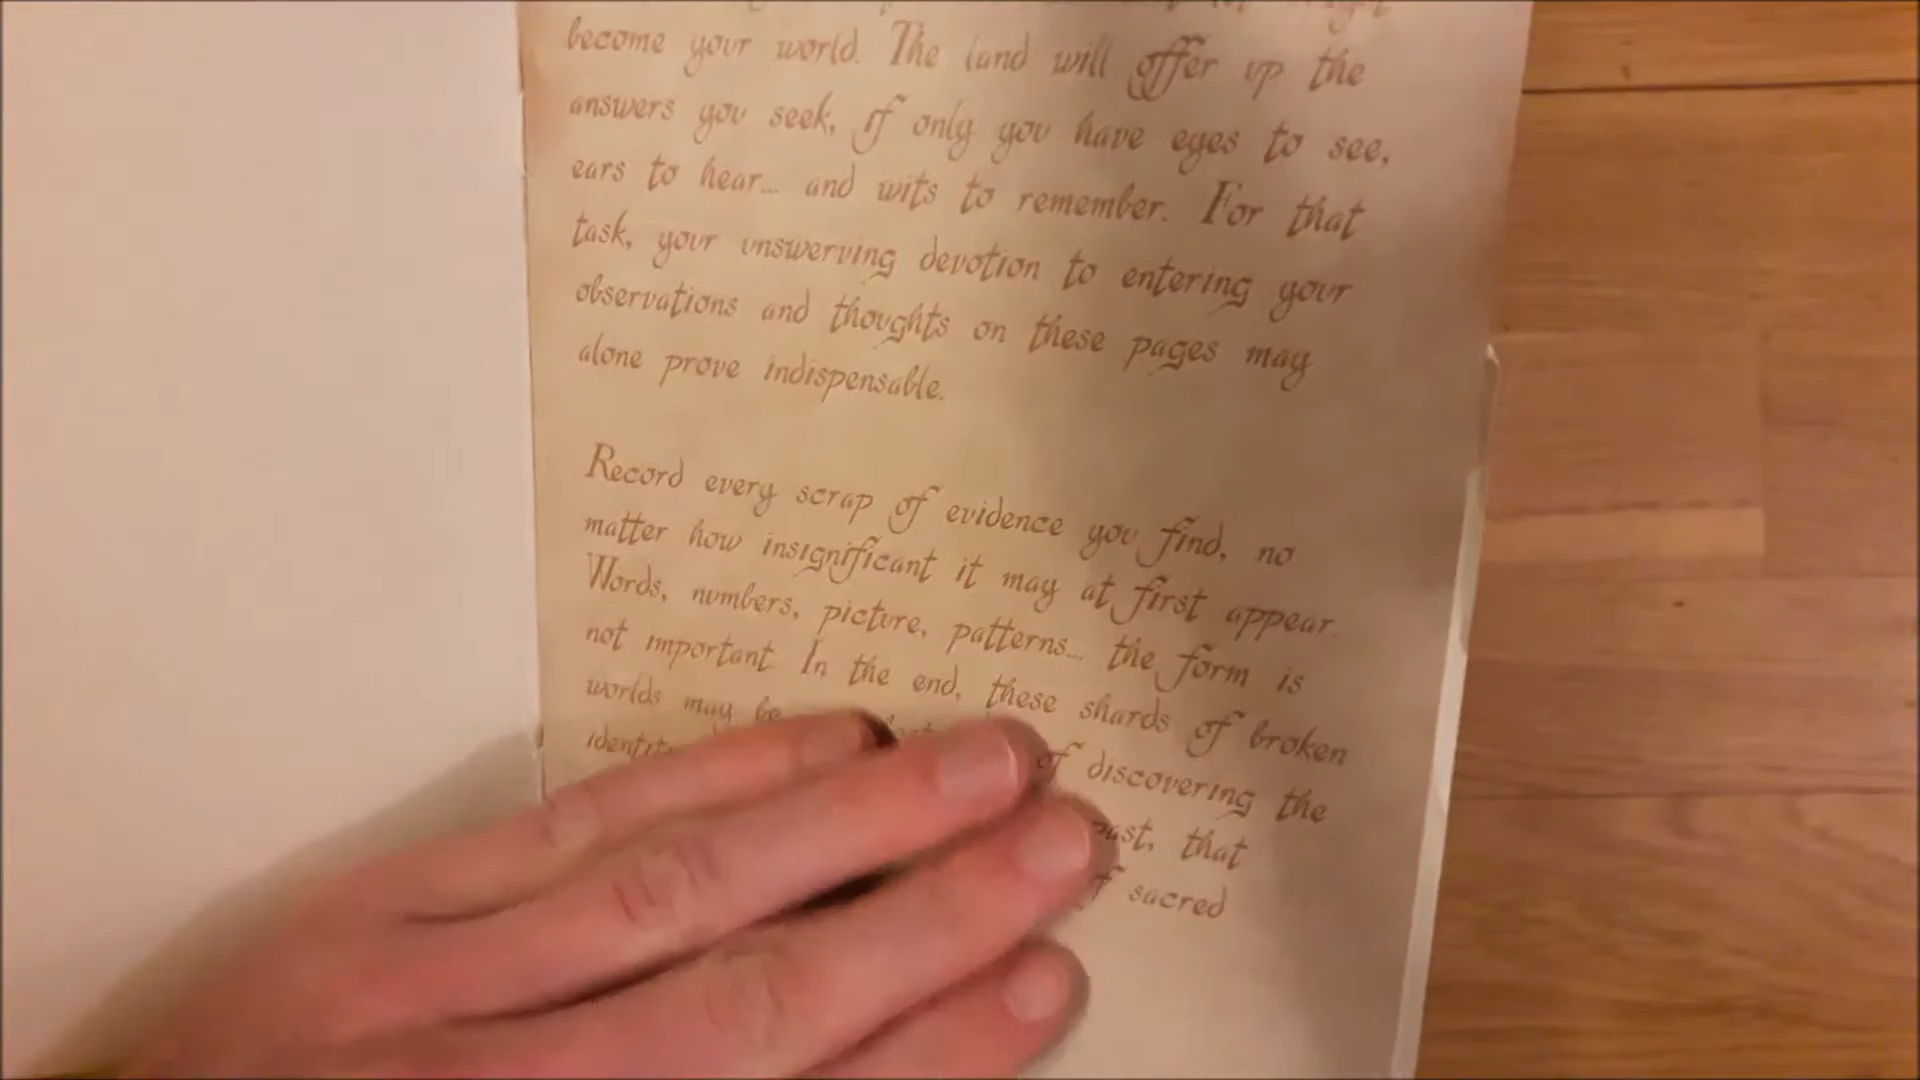 become your world. The land will offer up the
answers you seek, if only you have eyes to see,
ears to hear... and wits to remember. For that
task, your unswerving devotion to entering your
observations and thoughts on these pages may
alone prove indispensable.
Record every scrap of evidence you find, no
matter how insignificant it may at first appear.
Words, numbers, picture, patterns... the form is
not important. In the end, these shards of broken
worlds may be of discovering the
that
sacred